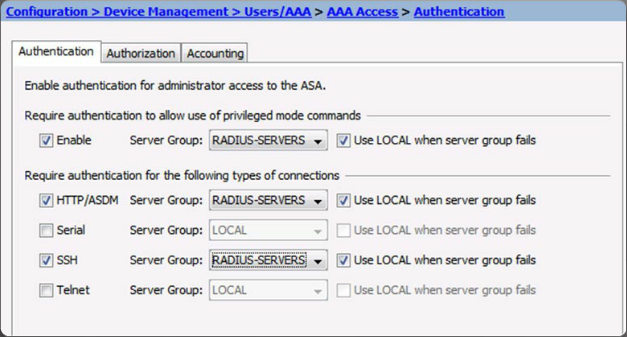 Configuration > Device Management > Users/AAA > AAA Access > Authentication
Authentication Authorization Accounting
Enable authentication for administrator access to the ASA.
Require authentication to allow use of privileged mode commands
Enable Server Group: RADIUS-SERVERS Use LOCAL when server group fails
Require authentication for the following types of connections
HTTP/ASDM Server Group: RADIUS-SERVERS Use LOCAL when server group fails
Serial Server Group: LOCAL Use LOCAL when server group fails
SSH Server Group: RADIUS-SERVERS Use LOCAL when server group fails
Telnet Server Group: LOCAL Use LOCAL when server group fails